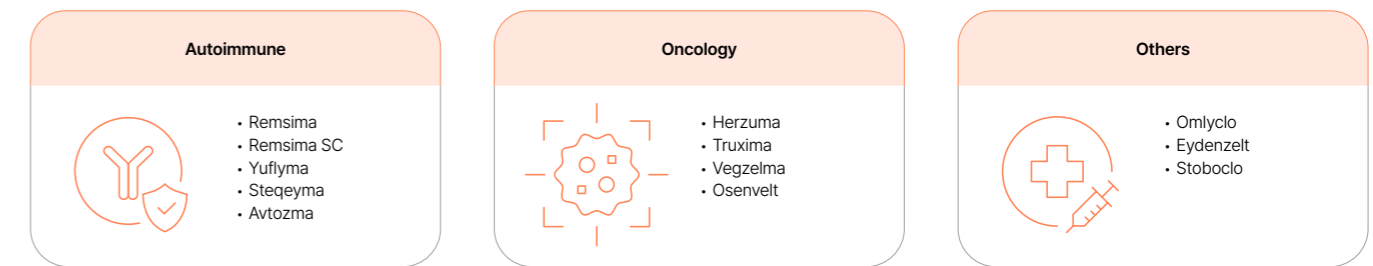 Autoimmune
• Remsima
• Remsima SC
• Yuflyma
• Steqeyma
• Avtozma
Oncology
• Herzuma
• Truxima
• Vegzelma
• Osenvelt
Others
• Omlyclo
• Eydenzelt
• Stoboclo